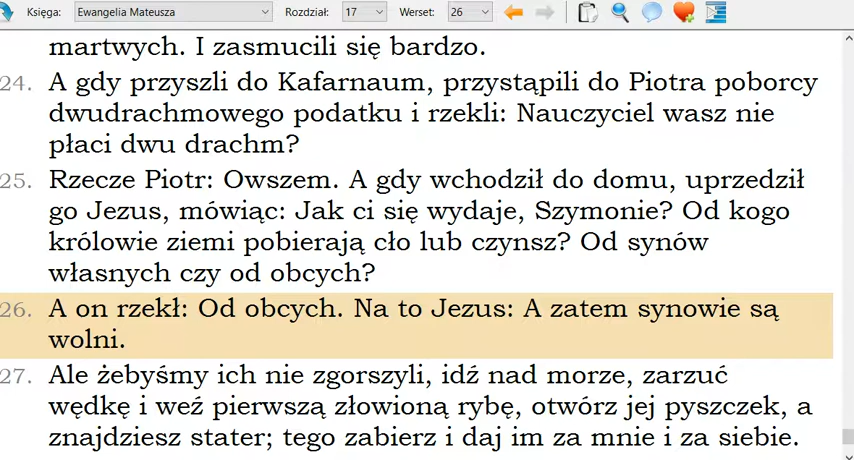 Księga: Ewangelia Mateusza Rozdział: 17 Werset: 26
martwych. I zasmucili się bardzo.
24. A gdy przyszli do Kafarnaum, przystąpili do Piotra poborcy
dwudrachmowego podatku i rzekli: Nauczyciel wasz nie
płaci dwu drachm?
25. Rzecze Piotr: Owszem. A gdy wchodził do domu, uprzedził
go Jezus, mówiąc: Jak ci się wydaje, Szymonie? Od kogo
królowie ziemi pobierają cło lub czynsz? Od synów
własnych czy od obcych?
26. A on rzekł: Od obcych. Na to Jezus: A zatem synowie są
wolni.
27. Ale żebyśmy ich nie zgorszyli, idź nad morze, zarzuć
wędkę i weź pierwszą złowioną rybę, otwórz jej pyszczek, a
znajdziesz stater; tego zabierz i daj im za mnie i za siebie.